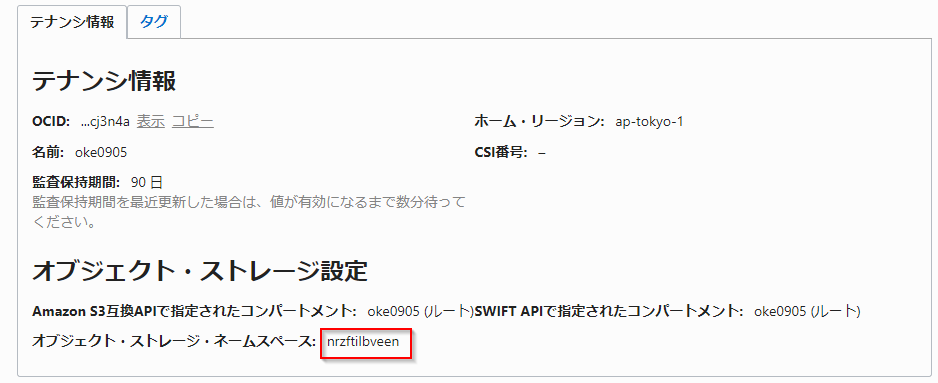 テナンシ情報 タグ
テナンシ情報
OCID: ...cj3n4a 表示 コピー
ホーム・リージョン: ap-tokyo-1
名前: oke0905
CSI番号: –
監査保持期間: 90 日
監査保持期間を最近更新した場合は、値が有効になるまで数分待って
ください。
オブジェクト・ストレージ設定
Amazon S3互換APIで指定されたコンパートメント: oke0905 (ルート)
SWIFT APIで指定されたコンパートメント: oke0905 (ルート)
オブジェクト・ストレージ・ネームスペース: nrzftilbveen